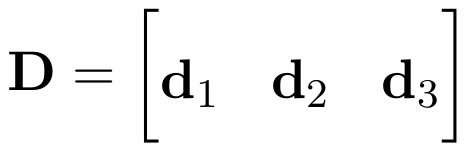 D = [d₁ d₂ d₃]